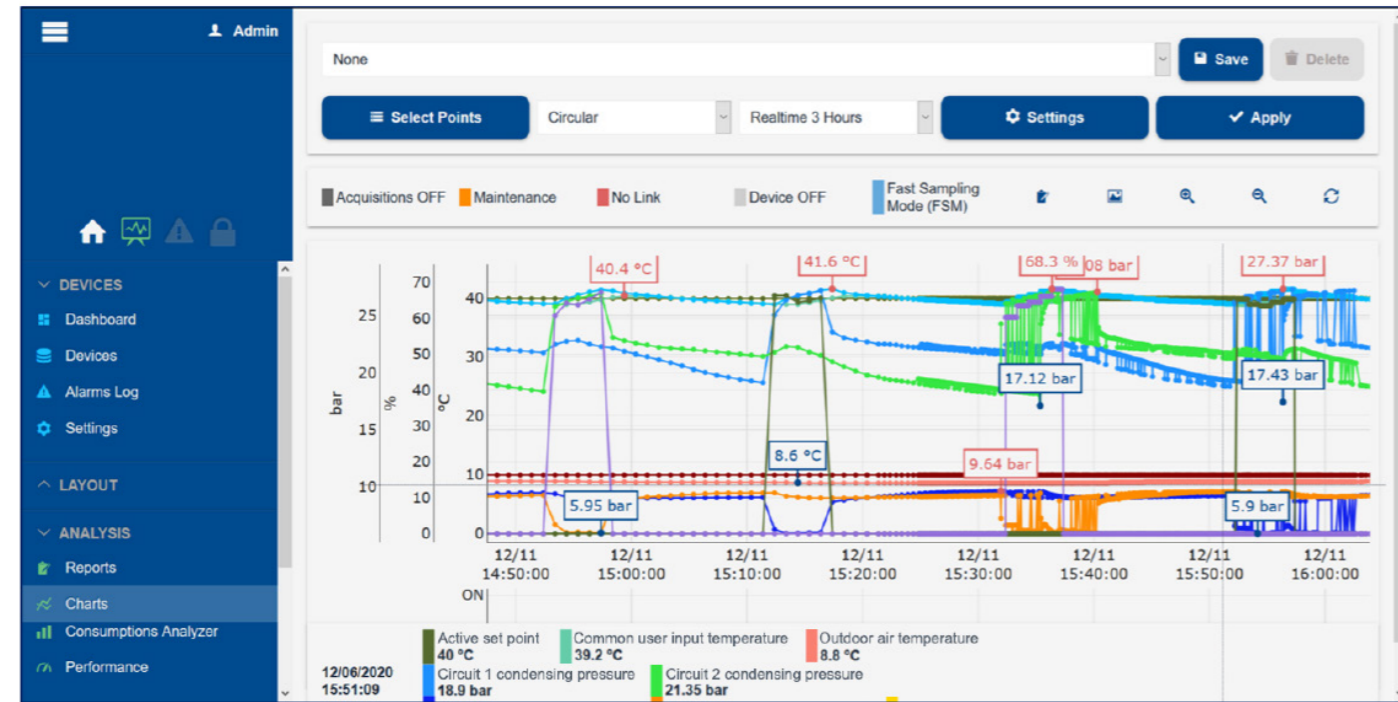 Admin
None
Save
Delete
Select Points
Circular
Realtime 3 Hours
Settings
Apply
Acquisitions OFF
Maintenance
No Link
Device OFF
Fast Sampling
Mode (FSM)
DEVICES
Dashboard
Devices
Alarms Log
Settings
LAYOUT
ANALYSIS
Reports
Charts
Consumptions Analyzer
Performance
bar
25
20
15
10
%
70
60
50
40
30
20
10
0
°C
40
30
20
10
0
40.4 °C
41.6 °C
68.3 %
08 bar
27.37 bar
17.12 bar
17.43 bar
8.6 °C
9.64 bar
5.95 bar
5.9 bar
12/11
14:50:00
12/11
15:00:00
12/11
15:10:00
12/11
15:20:00
12/11
15:30:00
12/11
15:40:00
12/11
15:50:00
12/11
16:00:00
ON
12/06/2020
15:51:09
Active set point
40 °C
Common user input temperature
39.2 °C
Outdoor air temperature
8.8 °C
Circuit 1 condensing pressure
18.9 bar
Circuit 2 condensing pressure
21.35 bar